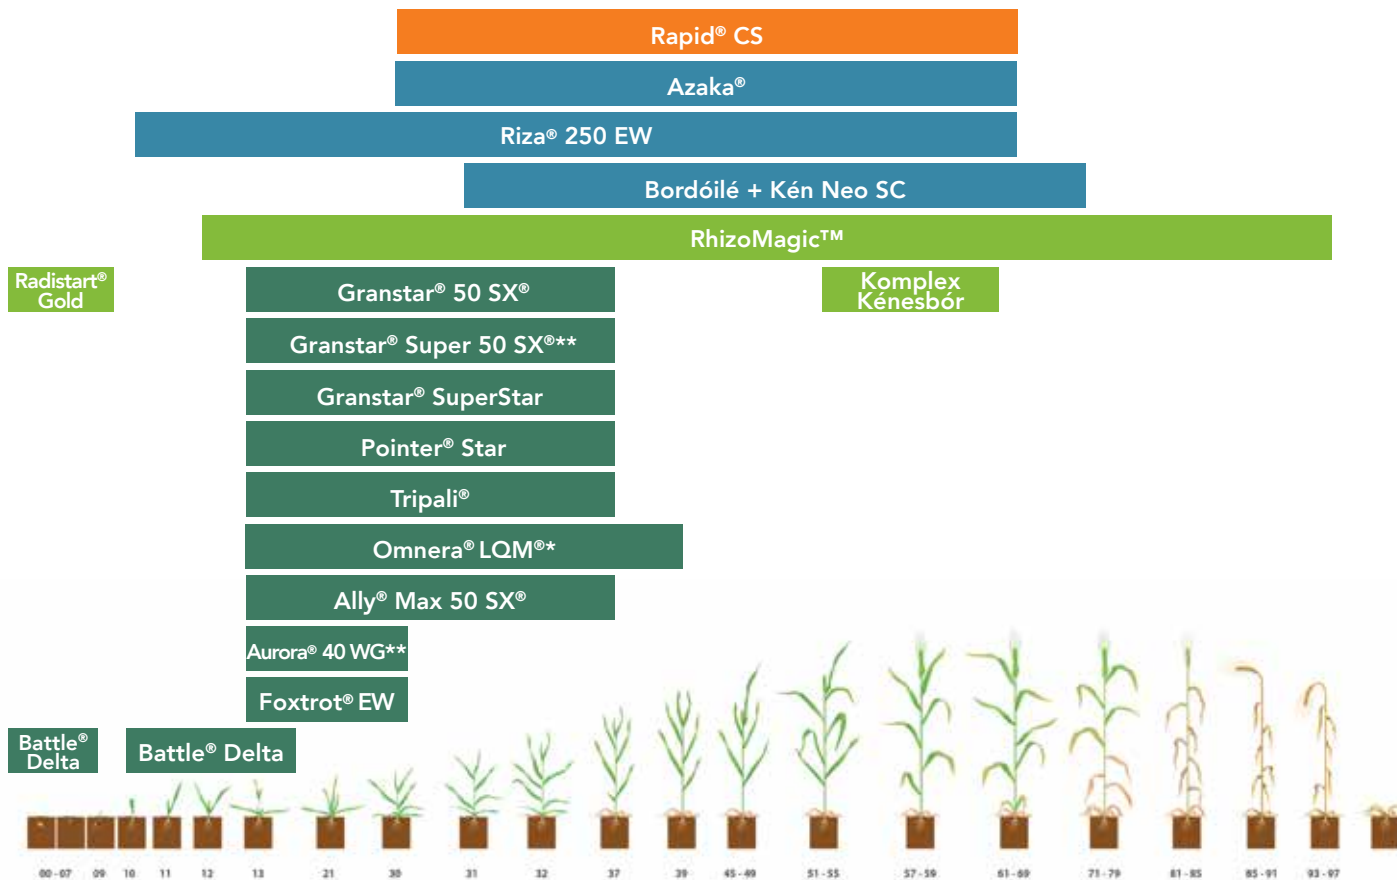 Rapid® CS
Azaka®
Riza® 250 EW
Bordóilé + Kén Neo SC
RhizoMagic™
Radistart®
Gold
Granstar® 50 SX®
Komplex
Kénesbór
Granstar® Super 50 SX®**
Granstar® SuperStar
Pointer® Star
Tripali®
Omnera® LQM®*
Ally® Max 50 SX®
Aurora® 40 WG**
Foxtrot® EW
Battle®
Delta
Battle® Delta
00-07 09 10 11 12 13 21 30 31 32 37 39 45-49 51-55 57-59 61-69 71-79 81-85 85-91 93-97